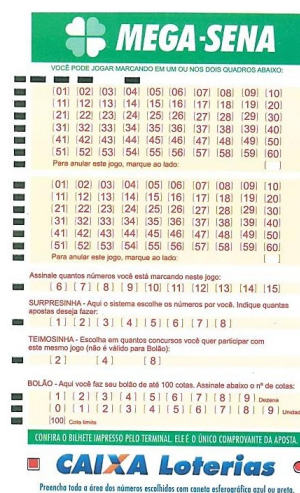 MEGA-SENA
VOCÊ PODE JOGAR MARCANDO EM UM OU NOS DOIS QUADROS ABAIXO:
[01] [02] [03] [04] [05] [06] [07] [08] [09] [10]
[11] [12] [13] [14] [15] [16] [17] [18] [19] [20]
[21] [22] [23] [24] [25] [26] [27] [28] [29] [30]
[31] [32] [33] [34] [35] [36] [37] [38] [39] [40]
[41] [42] [43] [44] [45] [46] [47] [48] [49] [50]
[51] [52] [53] [54] [55] [56] [57] [58] [59] [60]
Para anular este jogo, marque ao lado: [ ]
[01] [02] [03] [04] [05] [06] [07] [08] [09] [10]
[11] [12] [13] [14] [15] [16] [17] [18] [19] [20]
[21] [22] [23] [24] [25] [26] [27] [28] [29] [30]
[31] [32] [33] [34] [35] [36] [37] [38] [39] [40]
[41] [42] [43] [44] [45] [46] [47] [48] [49] [50]
[51] [52] [53] [54] [55] [56] [57] [58] [59] [60]
Para anular este jogo, marque ao lado: [ ]
Assinale quantos números você está marcando neste jogo:
[ 6 ] [ 7 ] [ 8 ] [ 9 ] [10] [11] [12] [13] [14] [15]
SURPRESINHA - Aqui o sistema escolhe os números por você. Indique quantas
apostas deseja fazer:
[ 1 ] [ 2 ] [ 3 ] [ 4 ] [ 5 ] [ 6 ] [ 7 ] [ 8 ]
TEIMOSINHA - Escolha em quantos concursos você quer participar com
este mesmo jogo (não é válido para Bolão):
[ 2 ] [ 4 ] [ 8 ]
BOLÃO - Aqui você faz seu bolão de até 100 cotas. Assinale abaixo o nº de cotas:
[ 1 ] [ 2 ] [ 3 ] [ 4 ] [ 5 ] [ 6 ] [ 7 ] [ 8 ] [ 9 ] Dezena
[ 0 ] [ 1 ] [ 2 ] [ 3 ] [ 4 ] [ 5 ] [ 6 ] [ 7 ] [ 8 ] [ 9 ] Unidad
[100] Cota limite
CONFIRA O BILHETE IMPRESSO PELO TERMINAL. ELE É O ÚNICO COMPROVANTE DA APOSTA.
CAIXA Loterias
Preencha toda a área dos números escolhidos com caneta esferográfica azul ou preta.